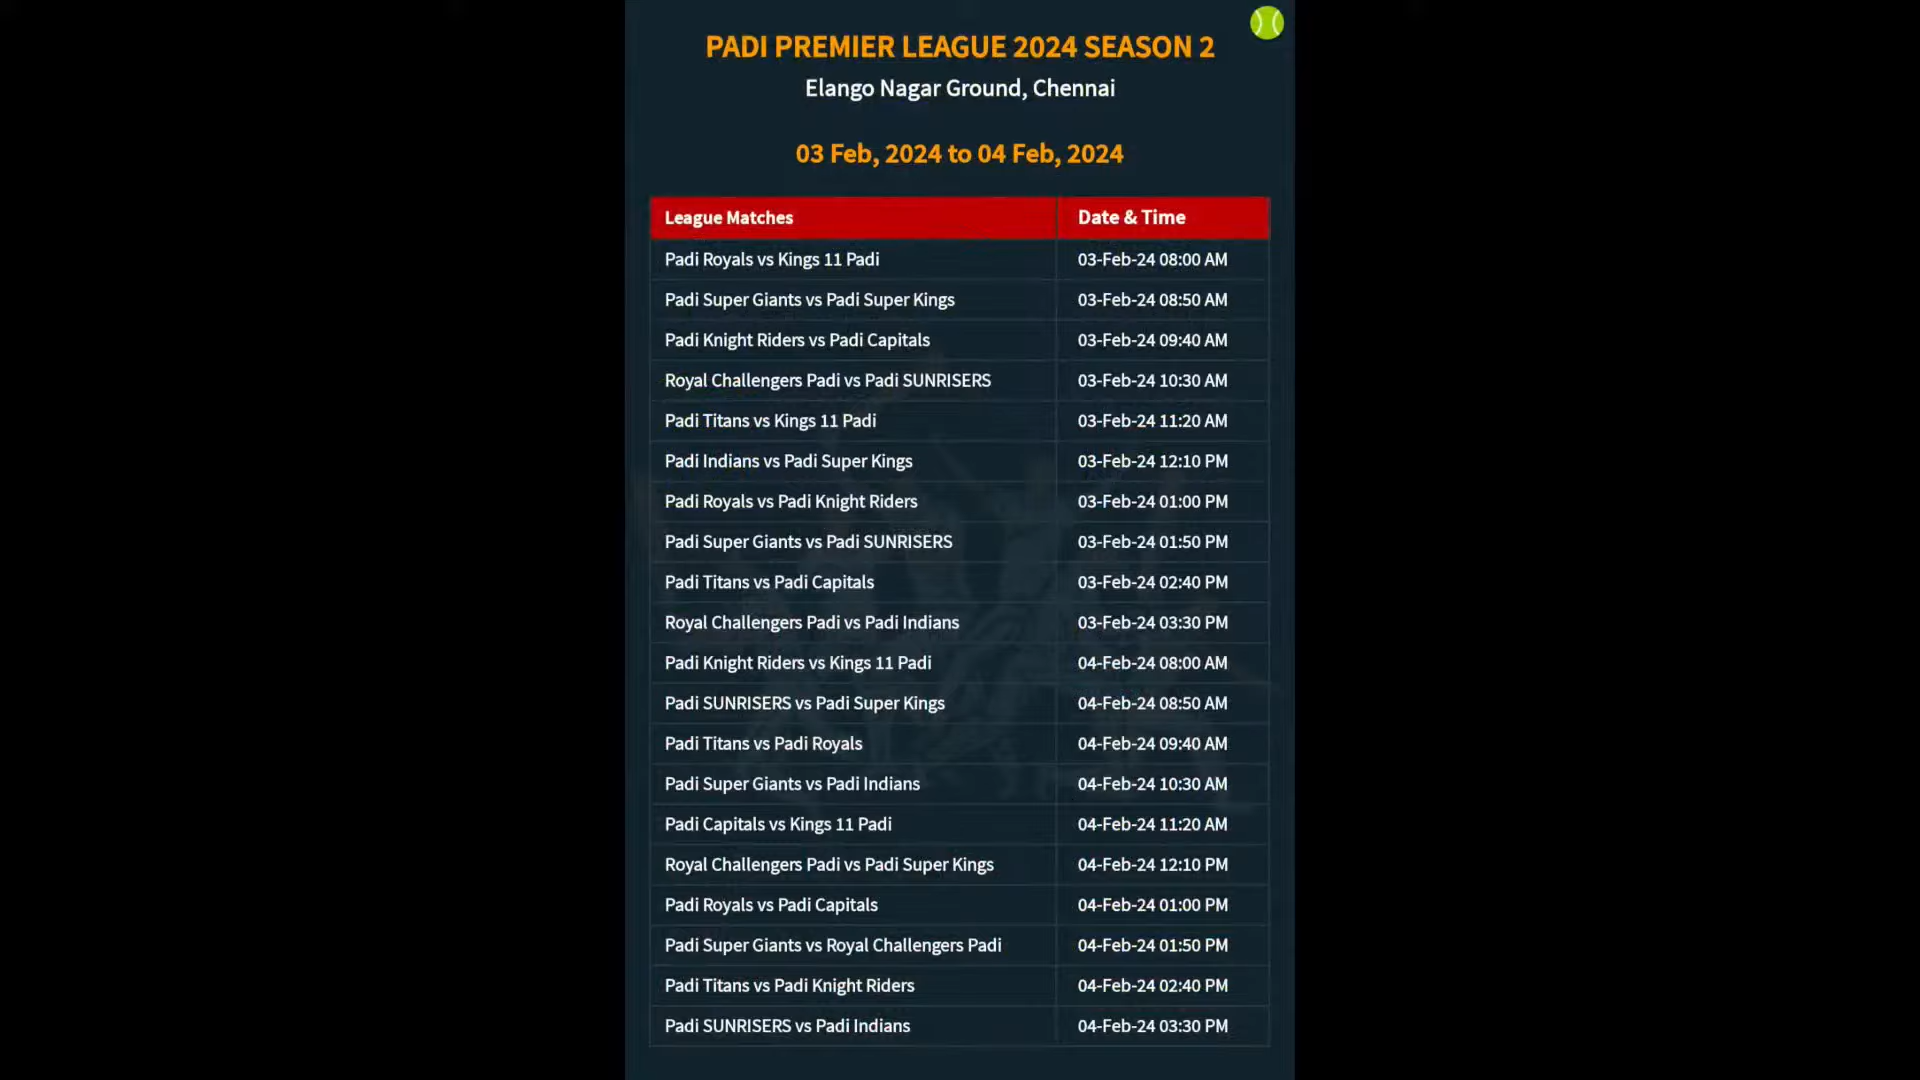 PADI PREMIER LEAGUE 2024 SEASON 2
Elango Nagar Ground, Chennai
03 Feb, 2024 to 04 Feb, 2024
League Matches Date & Time
Padi Royals vs Kings 11 Padi 03-Feb-24 08:00 AM
Padi Super Giants vs Padi Super Kings 03-Feb-24 08:50 AM
Padi Knight Riders vs Padi Capitals 03-Feb-24 09:40 AM
Royal Challengers Padi vs Padi SUNRISERS 03-Feb-24 10:30 AM
Padi Titans vs Kings 11 Padi 03-Feb-24 11:20 AM
Padi Indians vs Padi Super Kings 03-Feb-24 12:10 PM
Padi Royals vs Padi Knight Riders 03-Feb-24 01:00 PM
Padi Super Giants vs Padi SUNRISERS 03-Feb-24 01:50 PM
Padi Titans vs Padi Capitals 03-Feb-24 02:40 PM
Royal Challengers Padi vs Padi Indians 03-Feb-24 03:30 PM
Padi Knight Riders vs Kings 11 Padi 04-Feb-24 08:00 AM
Padi SUNRISERS vs Padi Super Kings 04-Feb-24 08:50 AM
Padi Titans vs Padi Royals 04-Feb-24 09:40 AM
Padi Super Giants vs Padi Indians 04-Feb-24 10:30 AM
Padi Capitals vs Kings 11 Padi 04-Feb-24 11:20 AM
Royal Challengers Padi vs Padi Super Kings 04-Feb-24 12:10 PM
Padi Royals vs Padi Capitals 04-Feb-24 01:00 PM
Padi Super Giants vs Royal Challengers Padi 04-Feb-24 01:50 PM
Padi Titans vs Padi Knight Riders 04-Feb-24 02:40 PM
Padi SUNRISERS vs Padi Indians 04-Feb-24 03:30 PM